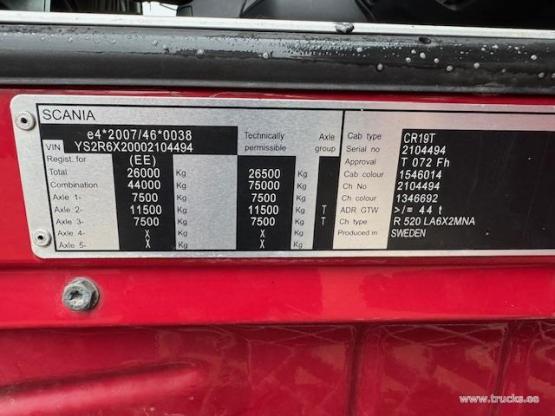 SCANIA
e4*2007/46*0038
VIN YS2R6X20002104494
Technically permissible
Axle group
Regist. for (EE)
Total 26000 Kg 26500 Kg
Combination 44000 Kg 75000 Kg
Axle 1- 7500 Kg 7500 Kg
Axle 2- 11500 Kg 11500 Kg T
Axle 3- 7500 Kg 7500 Kg T
Axle 4- X Kg X Kg
Axle 5- X Kg X Kg
Cab type CR19T
Serial no 2104494
Approval T 072 Fh
Cab colour 1546014
Ch No 2104494
Ch colour 1346692
ADR GTW >/= 44 t
Ch type R 520 LA6X2MNA
Produced in SWEDEN
www.trucks.ee